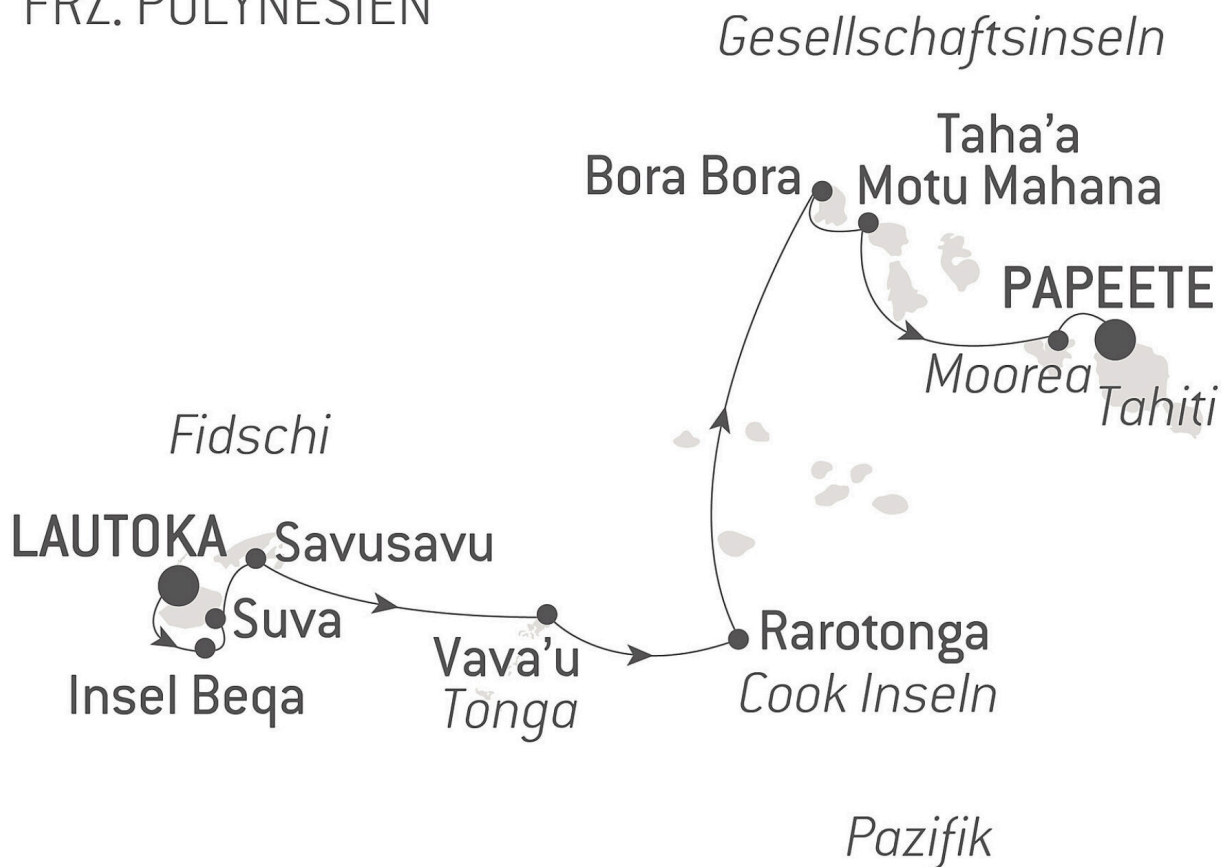 FRZ. POLYNESIEN
Gesellschaftsinseln
Taha’a
Bora Bora
Motu Mahana
PAPEETE
Moorea
Tahiti
Fidschi
LAUTOKA
Savusavu
Suva
Vava’u
Rarotonga
Insel Beqa
Tonga
Cook Inseln
Pazifik